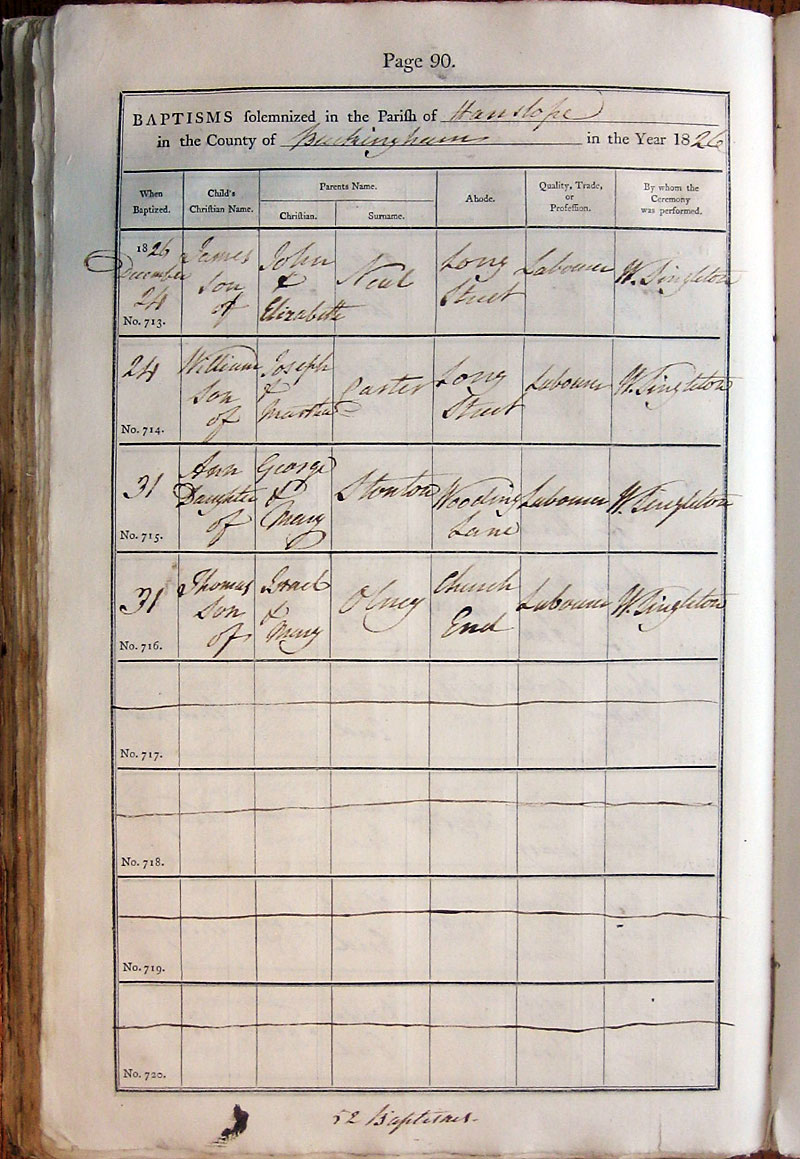 Page 90.
BAPTISMS solemnized in the Parish of Hanslope
in the County of Buckingham in the Year 1826
When Baptized.
Child's Christian Name.
Parents Name.
Christian.
Surname.
Abode.
Quality, Trade, or Profession.
By whom the Ceremony was performed.
1826
December
24
No. 713.
James
Son
of
John
&
Elizabeth
Neal
Long
Street
Labourer
W. Singleton
24
No. 714.
William
Son
of
Joseph
&
Martha
Carter
Long
Street
Labourer
W. Singleton
31
No. 715.
Ann
Daughter
of
George
&
Mary
Stonton
Wooding
Lane
Labourer
W. Singleton
31
No. 716.
Thomas
Son
of
Israel
&
Mary
Olney
Church
End
Labourer
W. Singleton
No. 717.
No. 718.
No. 719.
No. 720.
52 Baptisms.